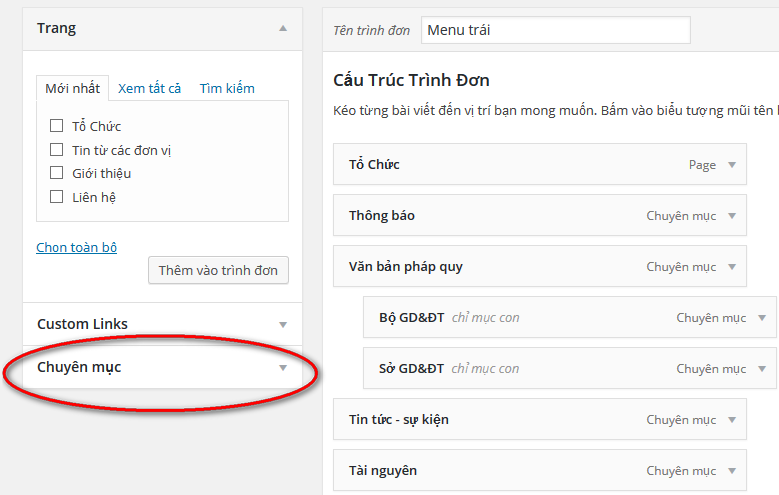 Trang
Mới nhất Xem tất cả Tìm kiếm
Tổ Chức
Tin từ các đơn vị
Giới thiệu
Liên hệ
Chọn toàn bộ
Thêm vào trình đơn
Custom Links
Chuyên mục
Tên trình đơn Menu trái
Cấu Trúc Trình Đơn
Kéo từng bài viết đến vị trí bạn mong muốn. Bấm vào biểu tượng mũi tên
Tổ Chức Page
Thông báo Chuyên mục
Văn bản pháp quy Chuyên mục
Bộ GD&ĐT chỉ mục con Chuyên mục
Sở GD&ĐT chỉ mục con Chuyên mục
Tin tức - sự kiện Chuyên mục
Tài nguyên Chuyên mục